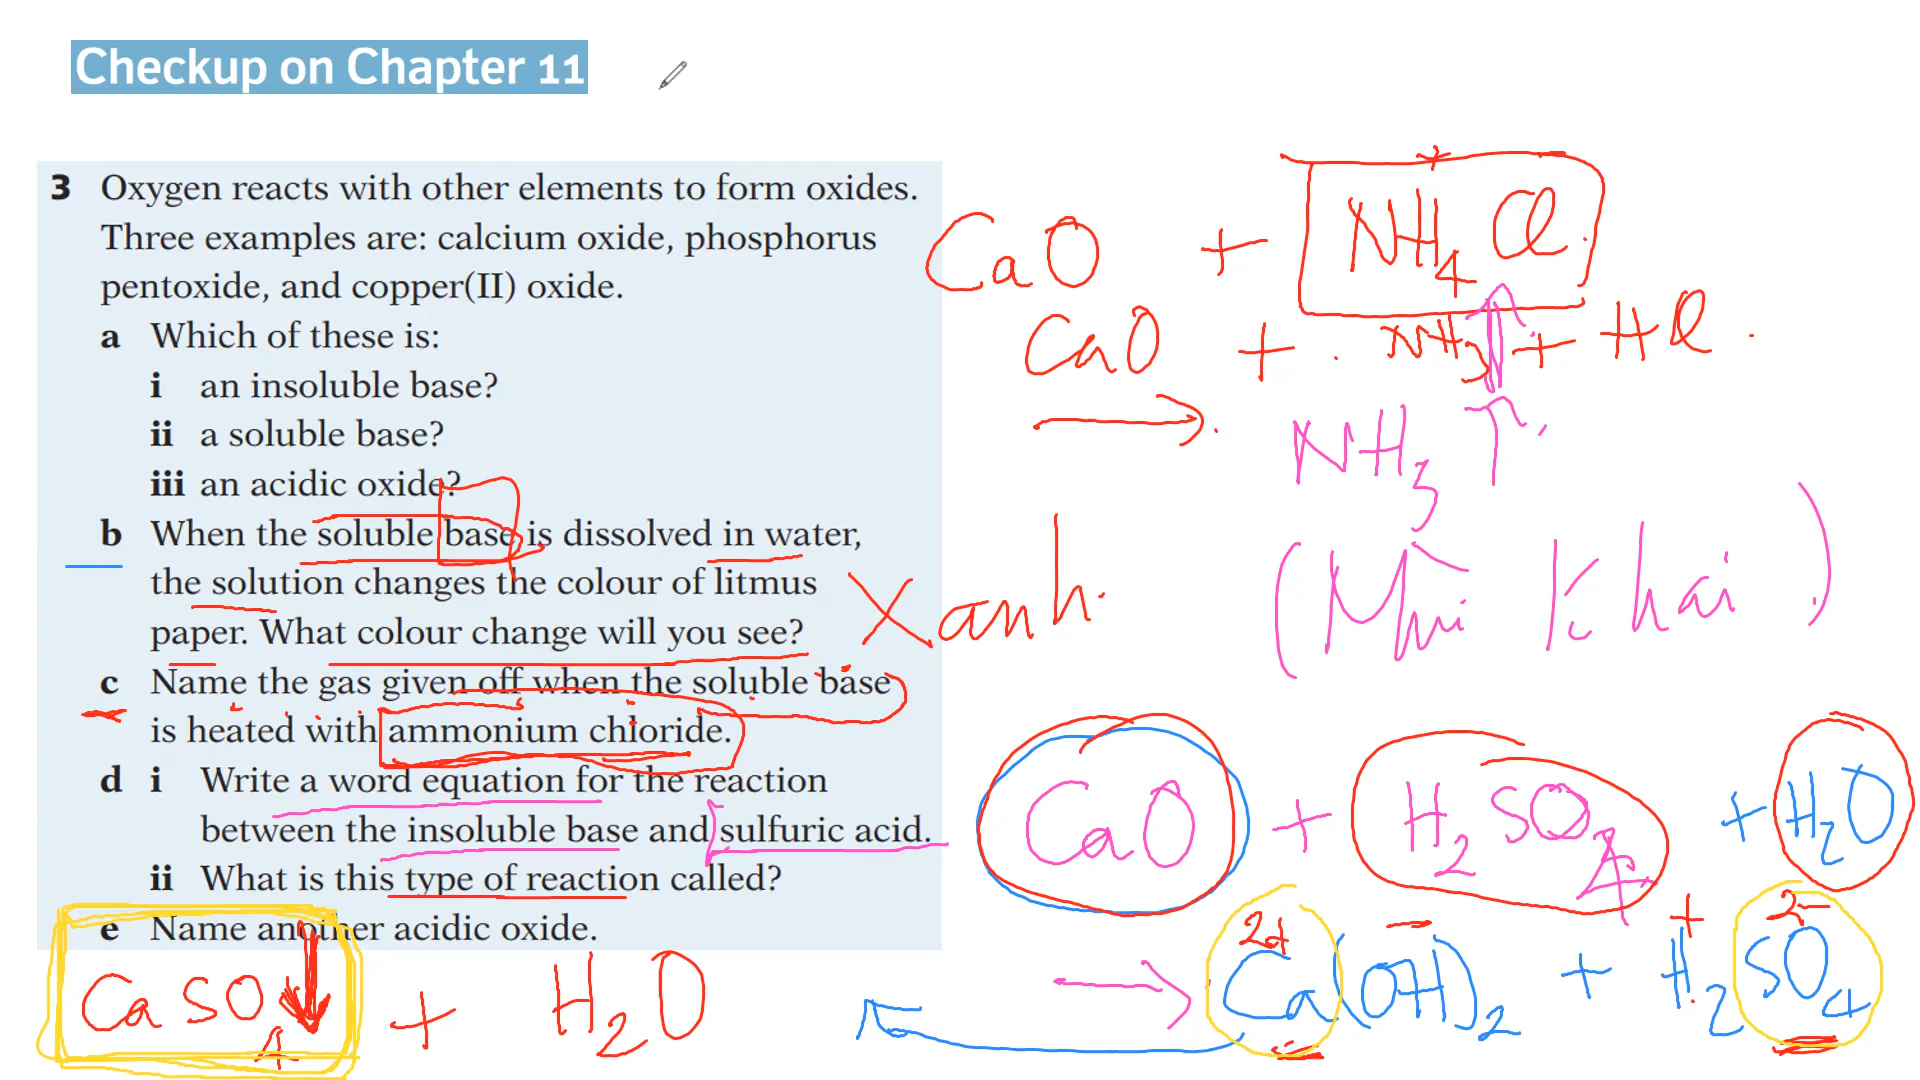 Checkup on Chapter 11
3 Oxygen reacts with other elements to form oxides.
Three examples are: calcium oxide, phosphorus
pentoxide, and copper(II) oxide.
a Which of these is:
i an insoluble base?
ii a soluble base?
iii an acidic oxide?
b When the soluble base is dissolved in water,
the solution changes the colour of litmus
paper. What colour change will you see?
c Name the gas given off when the soluble base
is heated with ammonium chloride.
d i Write a word equation for the reaction
between the insoluble base and sulfuric acid.
ii What is this type of reaction called?
e Name another acidic oxide.
CaSO4↓ + H2O
CaO + NH4Cl
CaO + NH3↑ + HCl
→
NH3 ↑
Xanh
(Mùi khai)
CaO + H2SO4 + H2O
→ Ca(OH)2 + H2SO4
2+ - + 2-